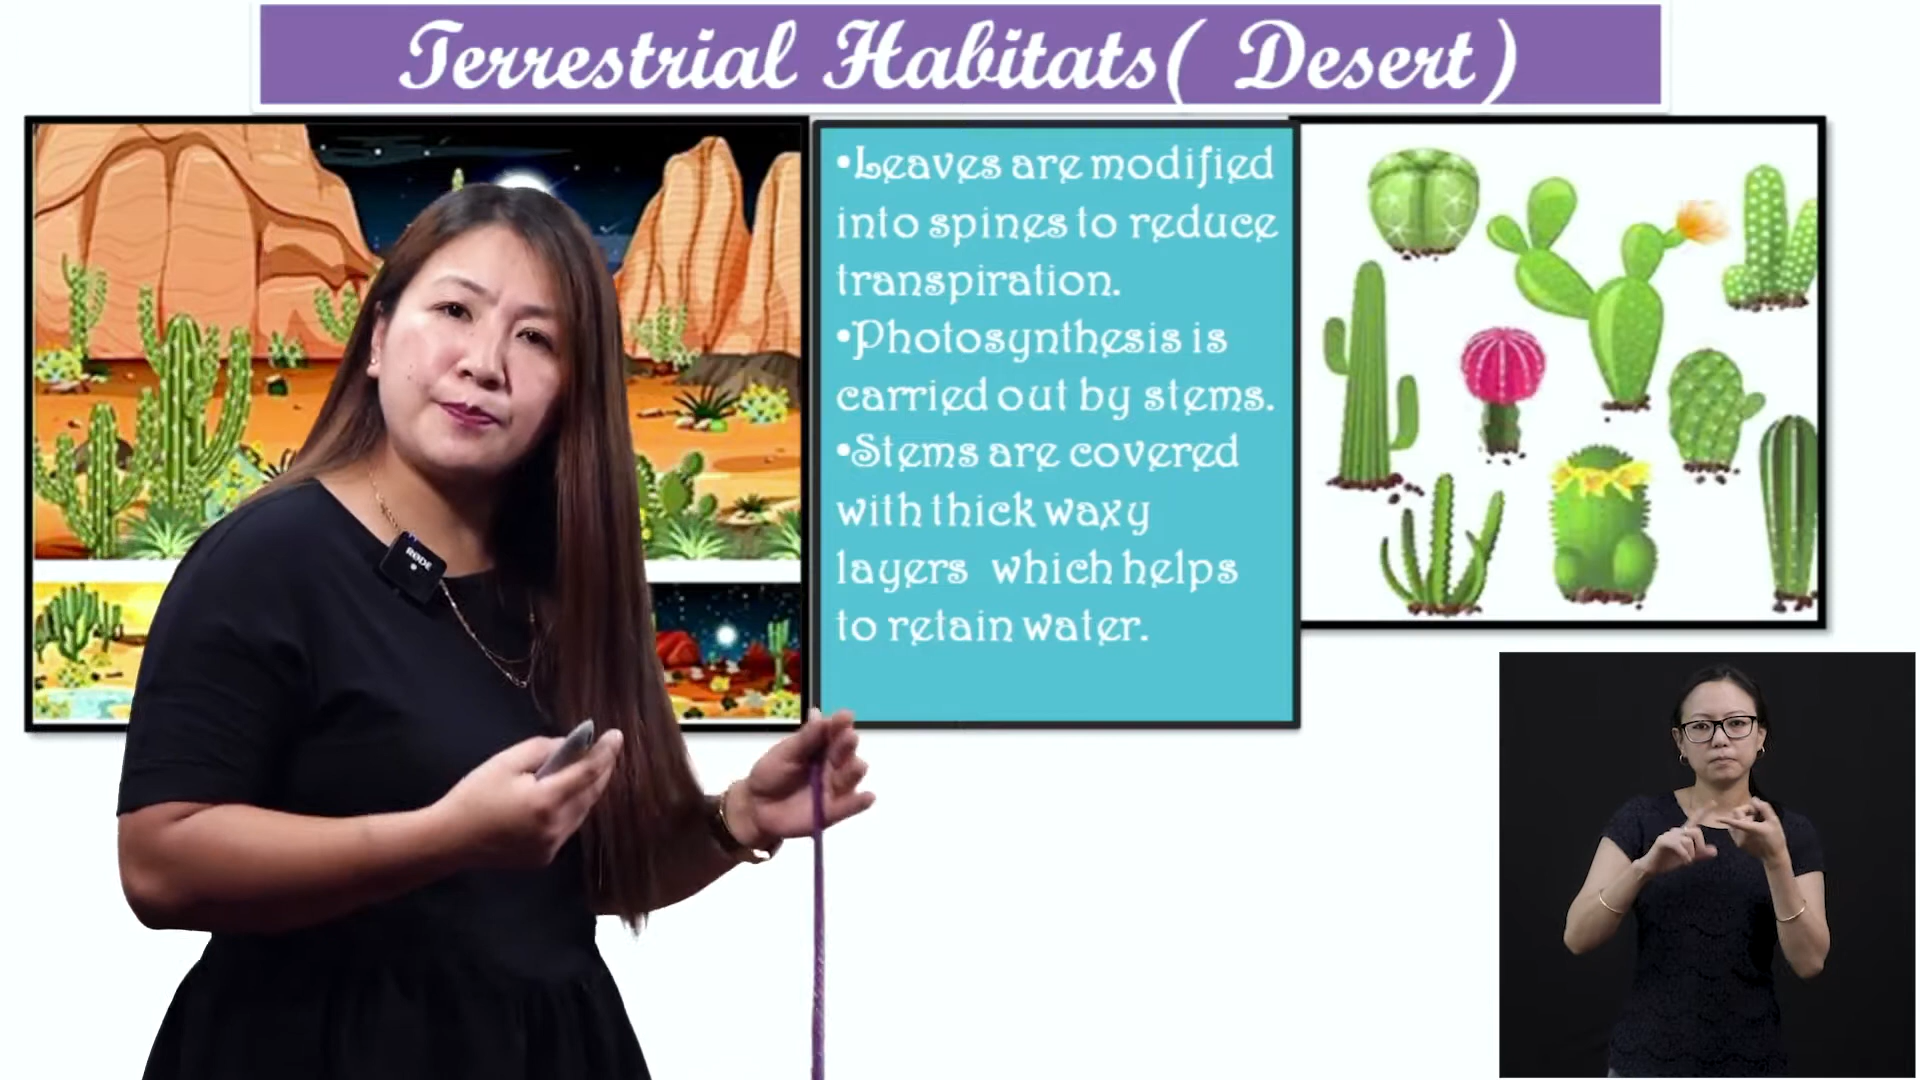 Terrestrial Habitats( Desert)
•Leaves are modified
into spines to reduce
transpiration.
•Photosynthesis is
carried out by stems.
•Stems are covered
with thick waxy
layers which helps
to retain water.
RØDE